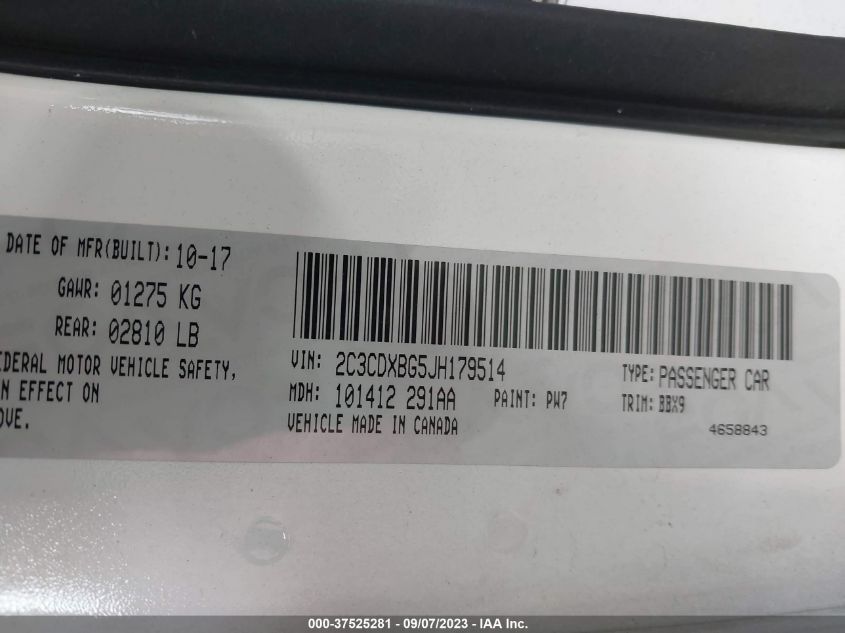 DATE OF MFR(BUILT): 10-17
GAWR: 01275 KG
REAR: 02810 LB
EDERAL MOTOR VEHICLE SAFETY,
N EFFECT ON
OVE.
VIN: 2C3CDXBG5JH179514
TYPE: PASSENGER CAR
MDH: 101412 291AA
PAINT: PW7
TRIM: BBX9
VEHICLE MADE IN CANADA
4658843
000-37525281 - 09/07/2023 - IAA Inc.